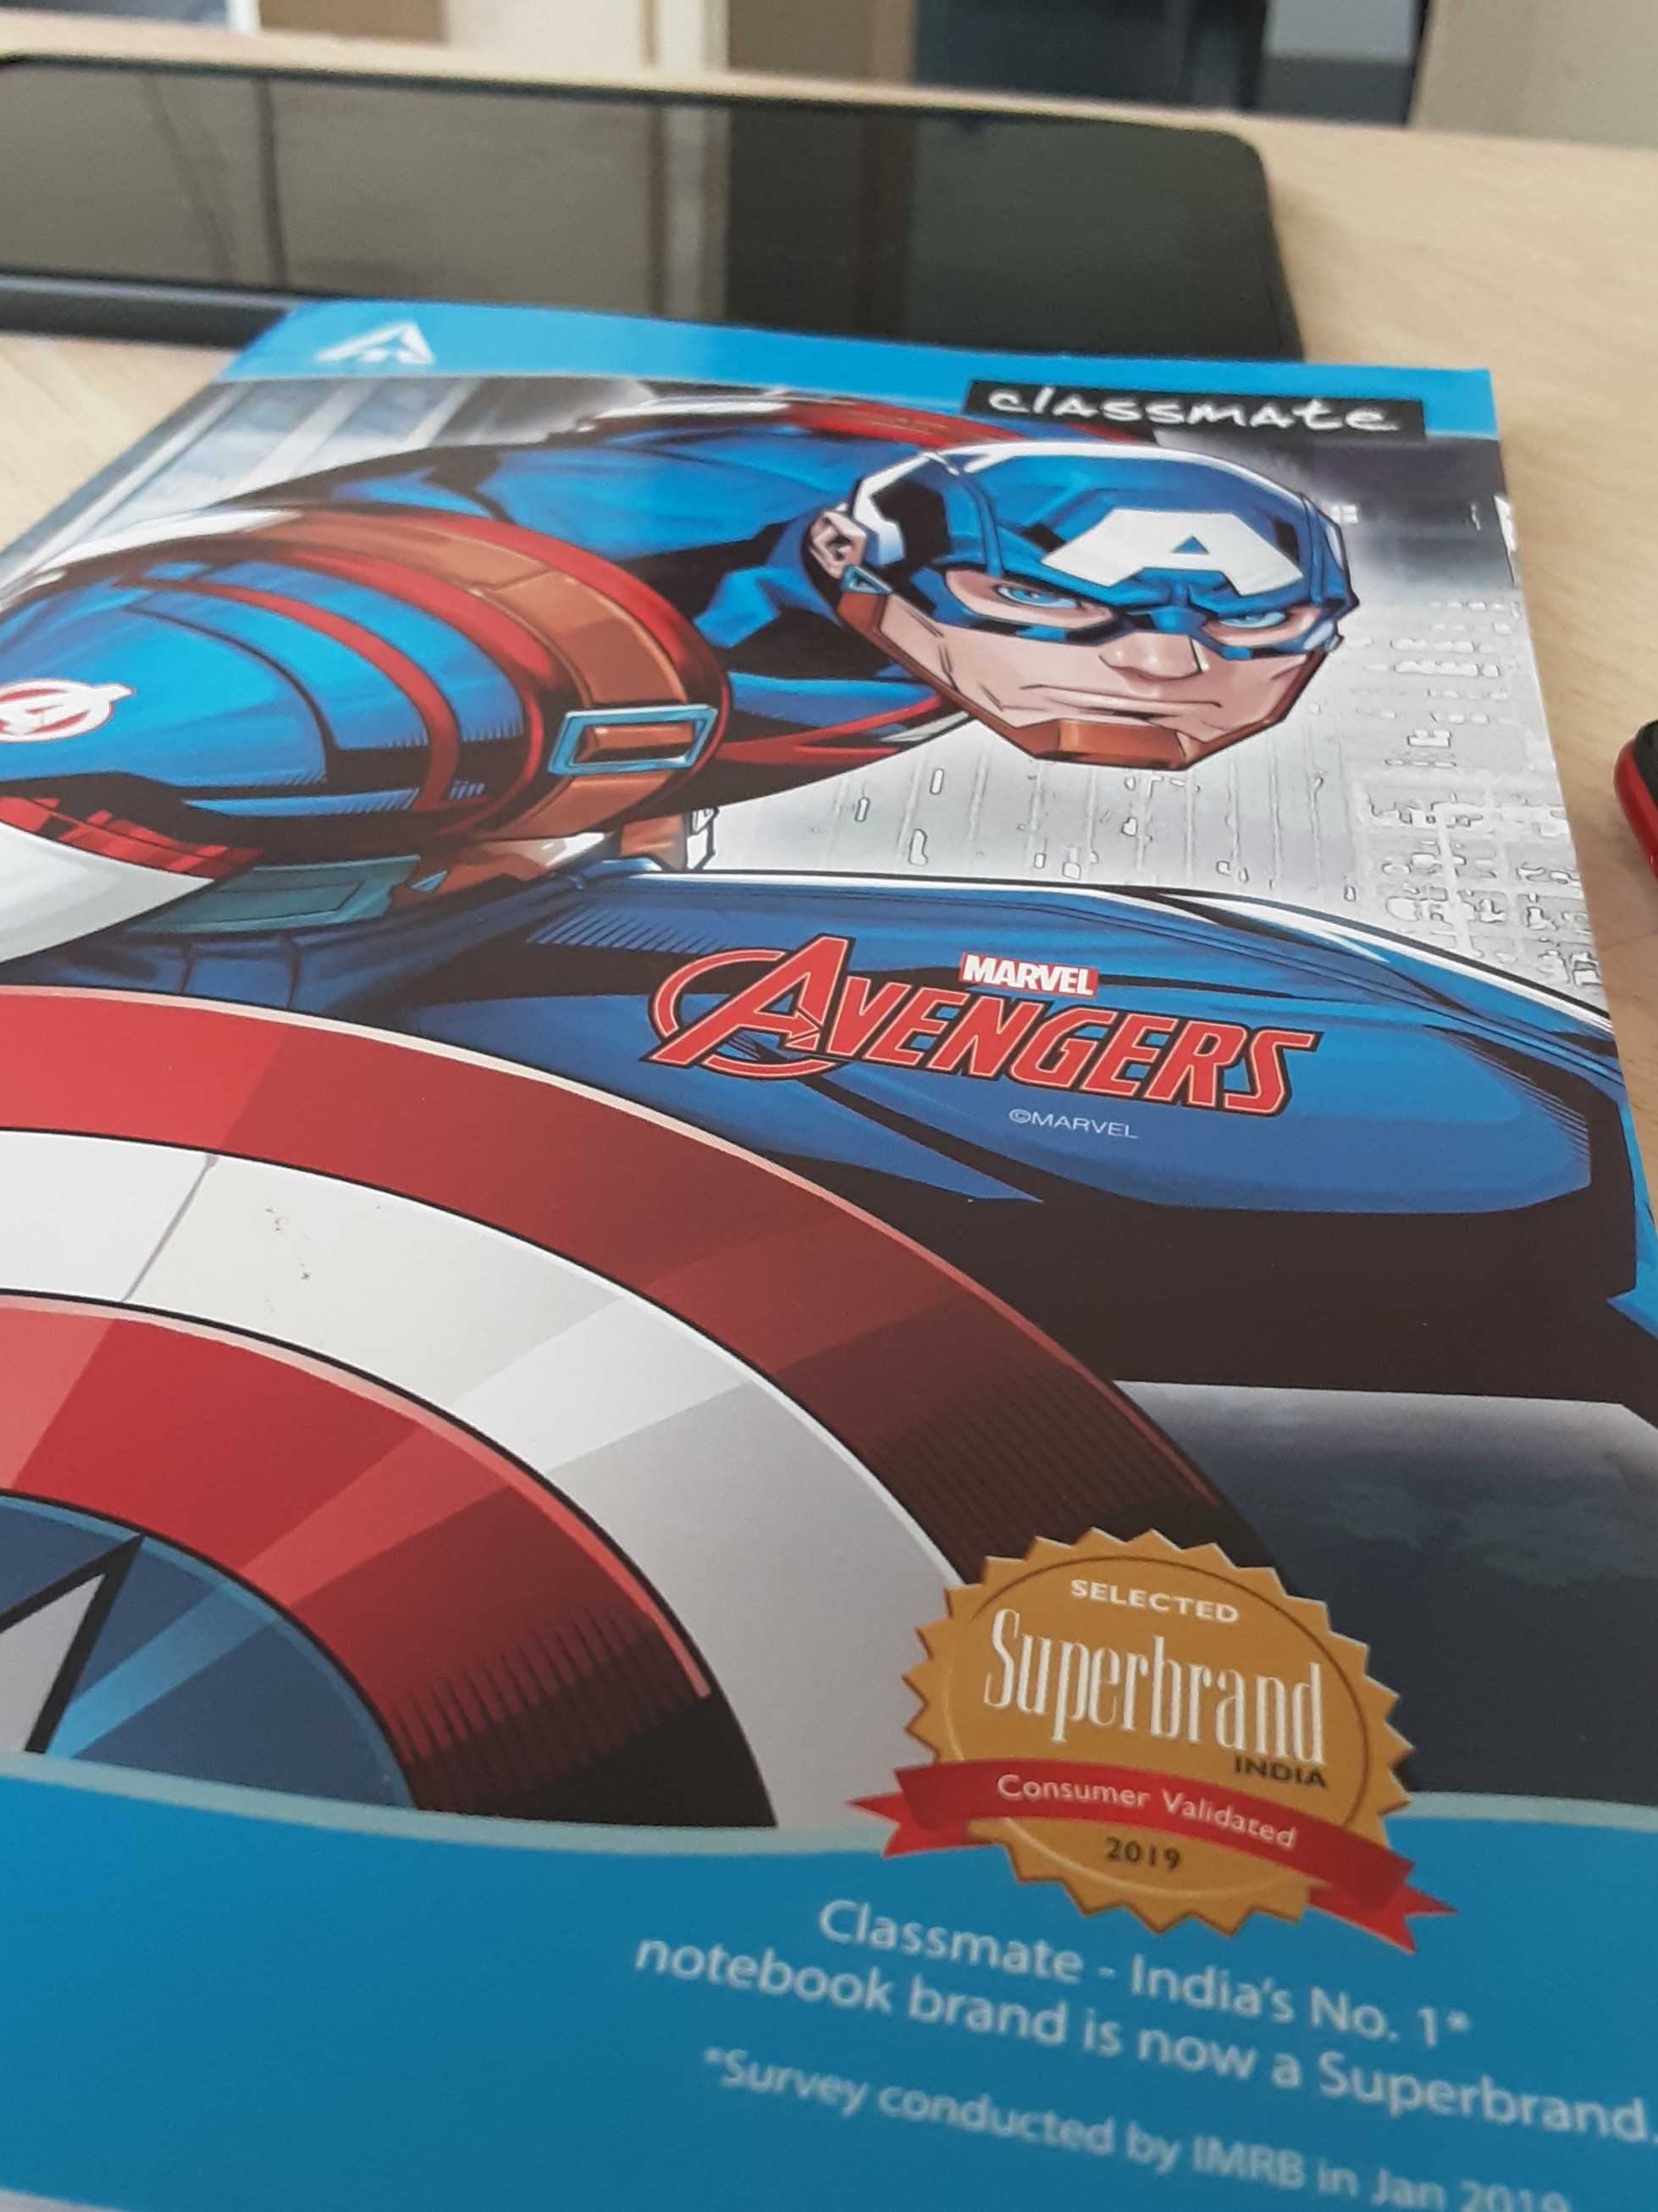 classmate
A
MARVEL
AVENGERS
©MARVEL
SELECTED
Superbrand
INDIA
Consumer Validated
2019
Classmate - India's No. 1*
notebook brand is now a Superbrand.
*Survey conducted by IMRB in Jan 2019